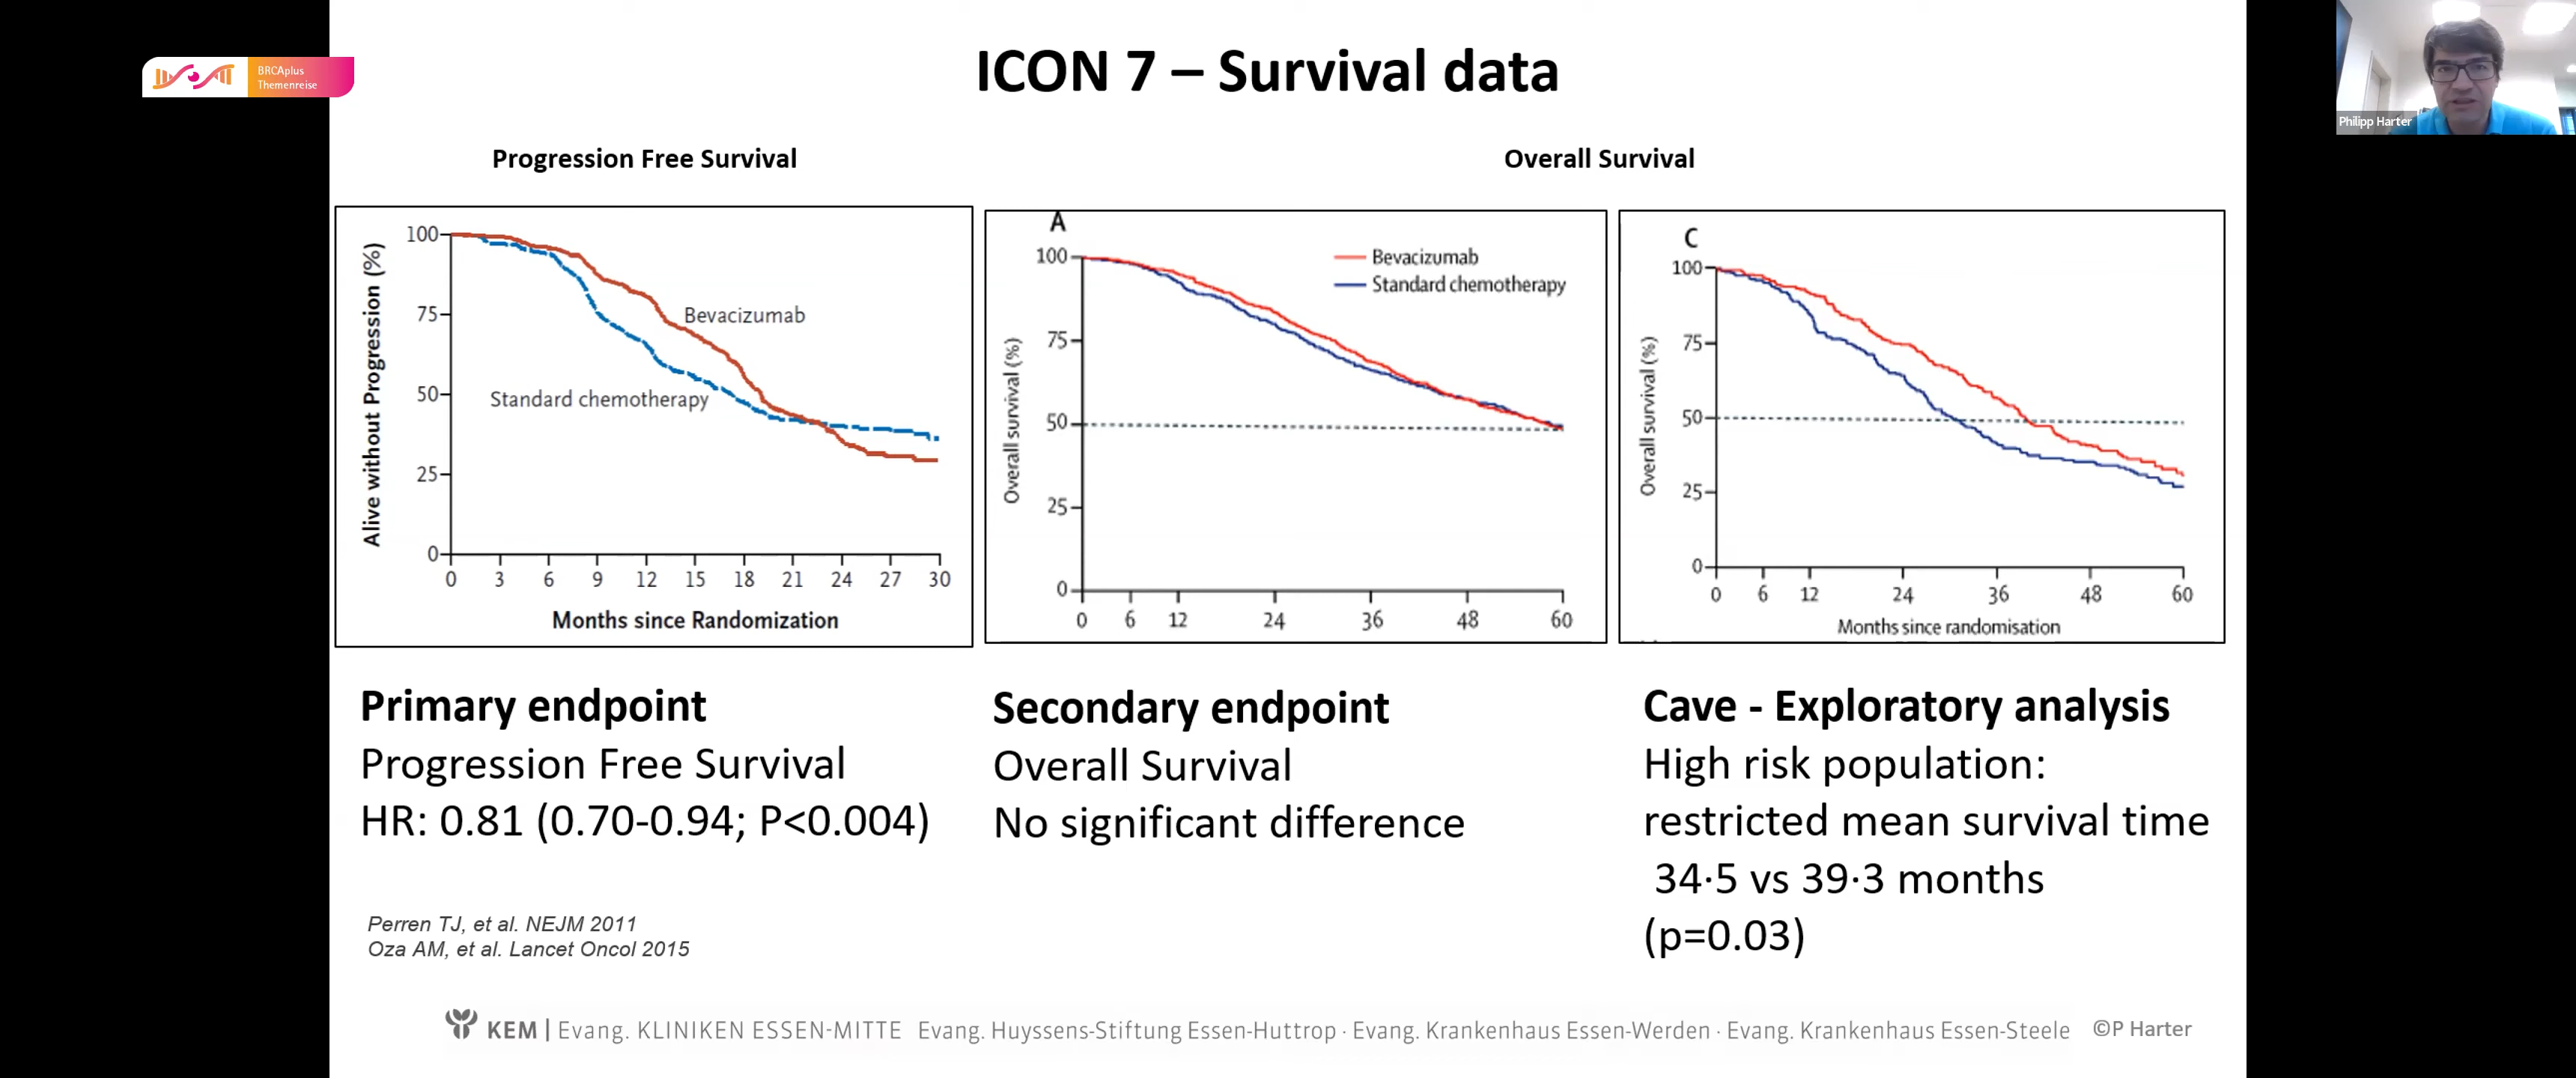 ICON 7 – Survival data
BRCAplus
Themenreise
Philipp Harter
Progression Free Survival
Overall Survival
Alive without Progression (%)
100
75
50
25
0
Bevacizumab
Standard chemotherapy
0 3 6 9 12 15 18 21 24 27 30
Months since Randomization
A
Overall survival (%)
100
75
50
25
0
Bevacizumab
Standard chemotherapy
0 6 12 24 36 48 60
C
Overall survival (%)
100
75
50
25
0
0 6 12 24 36 48 60
Months since randomisation
Primary endpoint
Progression Free Survival
HR: 0.81 (0.70-0.94; P<0.004)
Secondary endpoint
Overall Survival
No significant difference
Cave - Exploratory analysis
High risk population:
restricted mean survival time
34·5 vs 39·3 months
(p=0.03)
Perren TJ, et al. NEJM 2011
Oza AM, et al. Lancet Oncol 2015
KEM | Evang. KLINIKEN ESSEN-MITTE Evang. Huyssens-Stiftung Essen-Huttrop · Evang. Krankenhaus Essen-Werden · Evang. Krankenhaus Essen-Steele ©P Harter